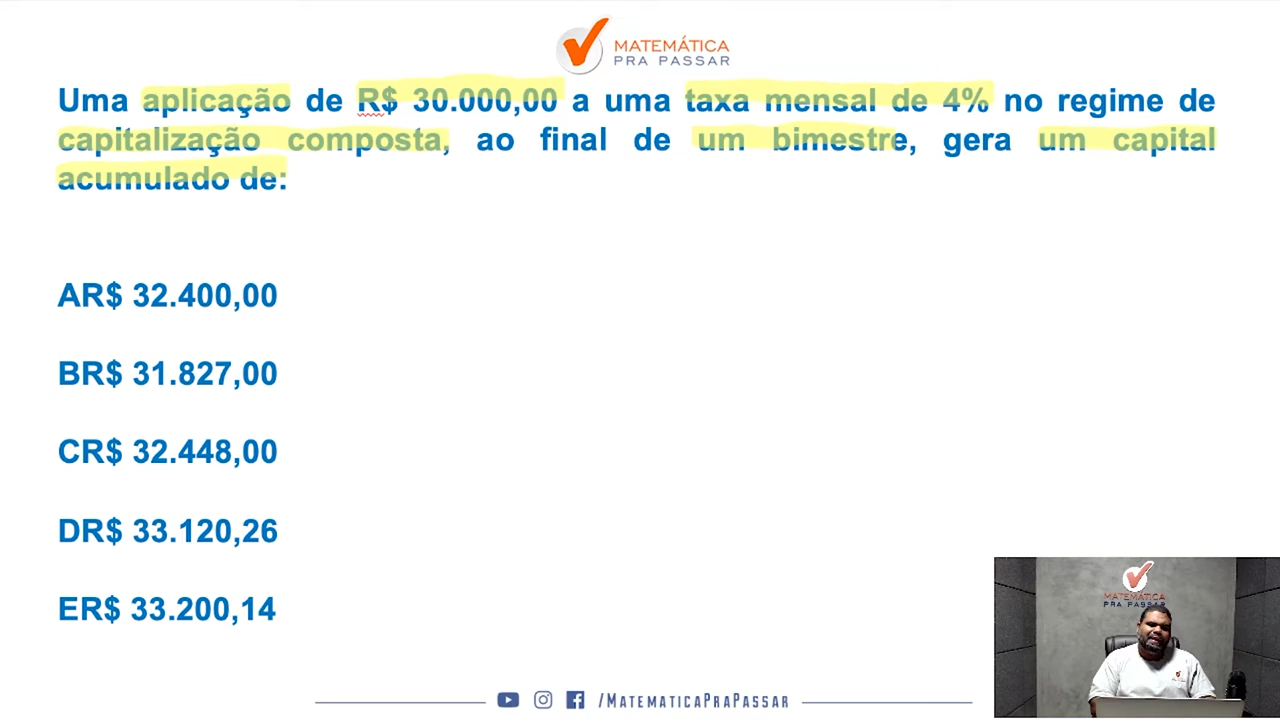 MATEMÁTICA
PRA PASSAR
Uma aplicação de R$ 30.000,00 a uma taxa mensal de 4% no regime de
capitalização composta, ao final de um bimestre, gera um capital
acumulado de:
AR$ 32.400,00
BR$ 31.827,00
CR$ 32.448,00
DR$ 33.120,26
ER$ 33.200,14
MATEMÁTICA
PRA PASSAR
/MATEMATICAPRAPASSAR